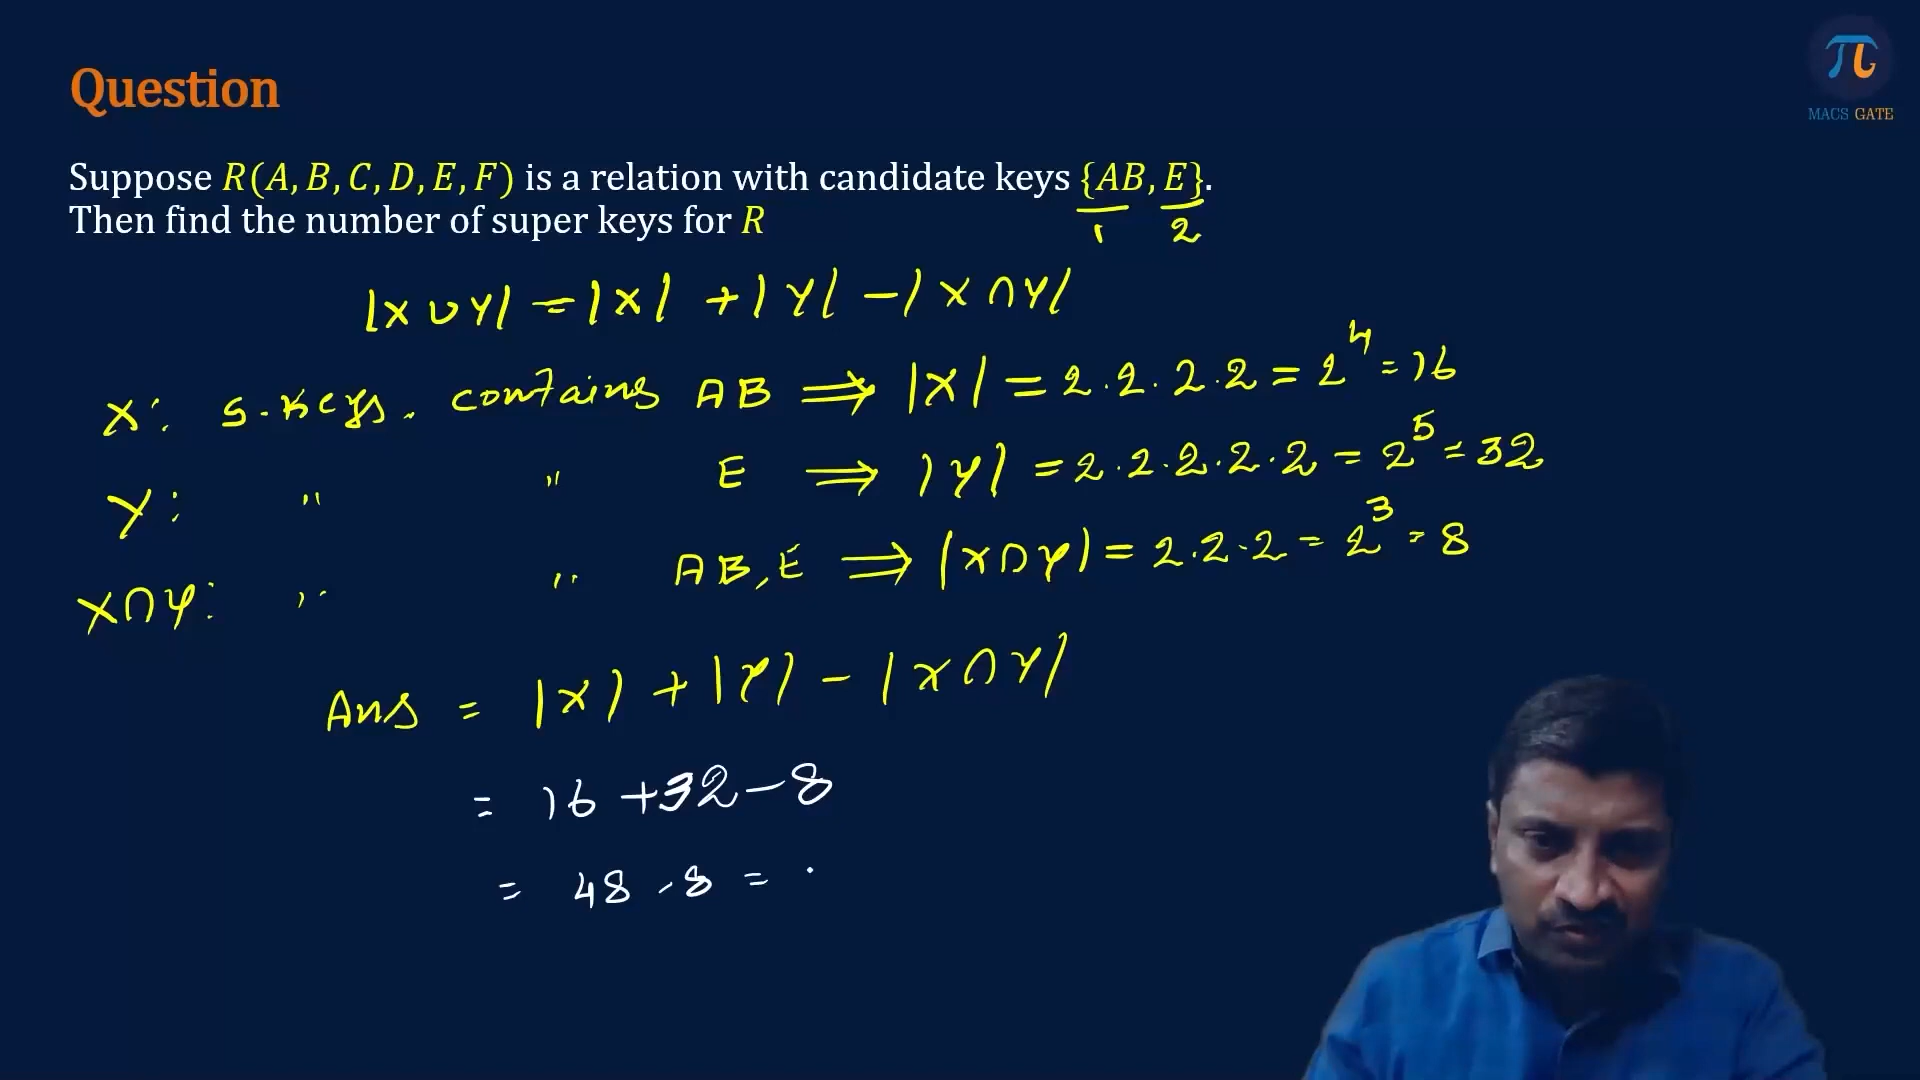 MACS GATE
Question
Suppose R(A, B, C, D, E, F) is a relation with candidate keys {AB, E}.
Then find the number of super keys for R
1 2
|X ∪ Y| = |X| + |Y| - |X ∩ Y|
X: S-Keys. contains AB ⟹ |X| = 2.2.2.2 = 2^4 = 16
Y: " " E ⟹ |Y| = 2.2.2.2.2 = 2^5 = 32
X∩Y: " " AB, E ⟹ |X∩Y| = 2.2.2 = 2^3 = 8
Ans = |X| + |Y| - |X∩Y|
= 16 + 32 - 8
= 48 - 8 =